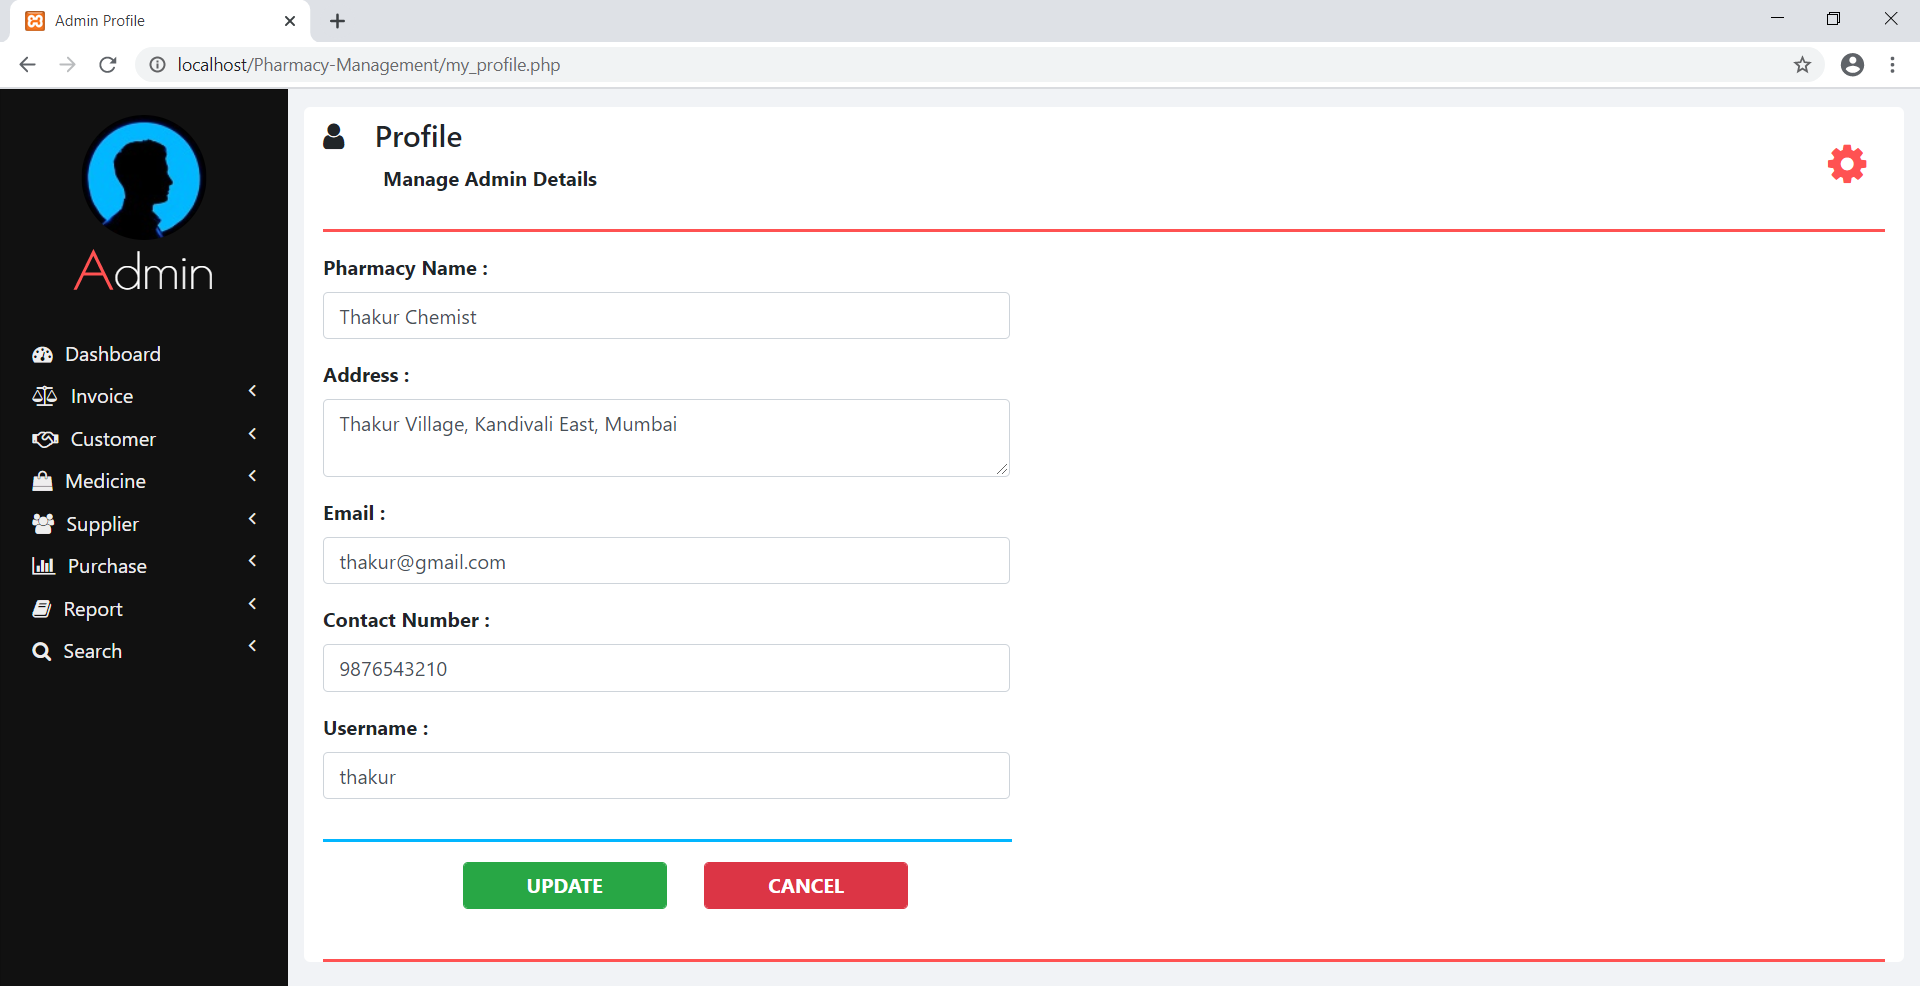 Admin Profile
localhost/Pharmacy-Management/my_profile.php
Admin
Dashboard
Invoice
Customer
Medicine
Supplier
Purchase
Report
Search
Profile
Manage Admin Details
Pharmacy Name :
Thakur Chemist
Address :
Thakur Village, Kandivali East, Mumbai
Email :
thakur@gmail.com
Contact Number :
9876543210
Username :
thakur
UPDATE CANCEL